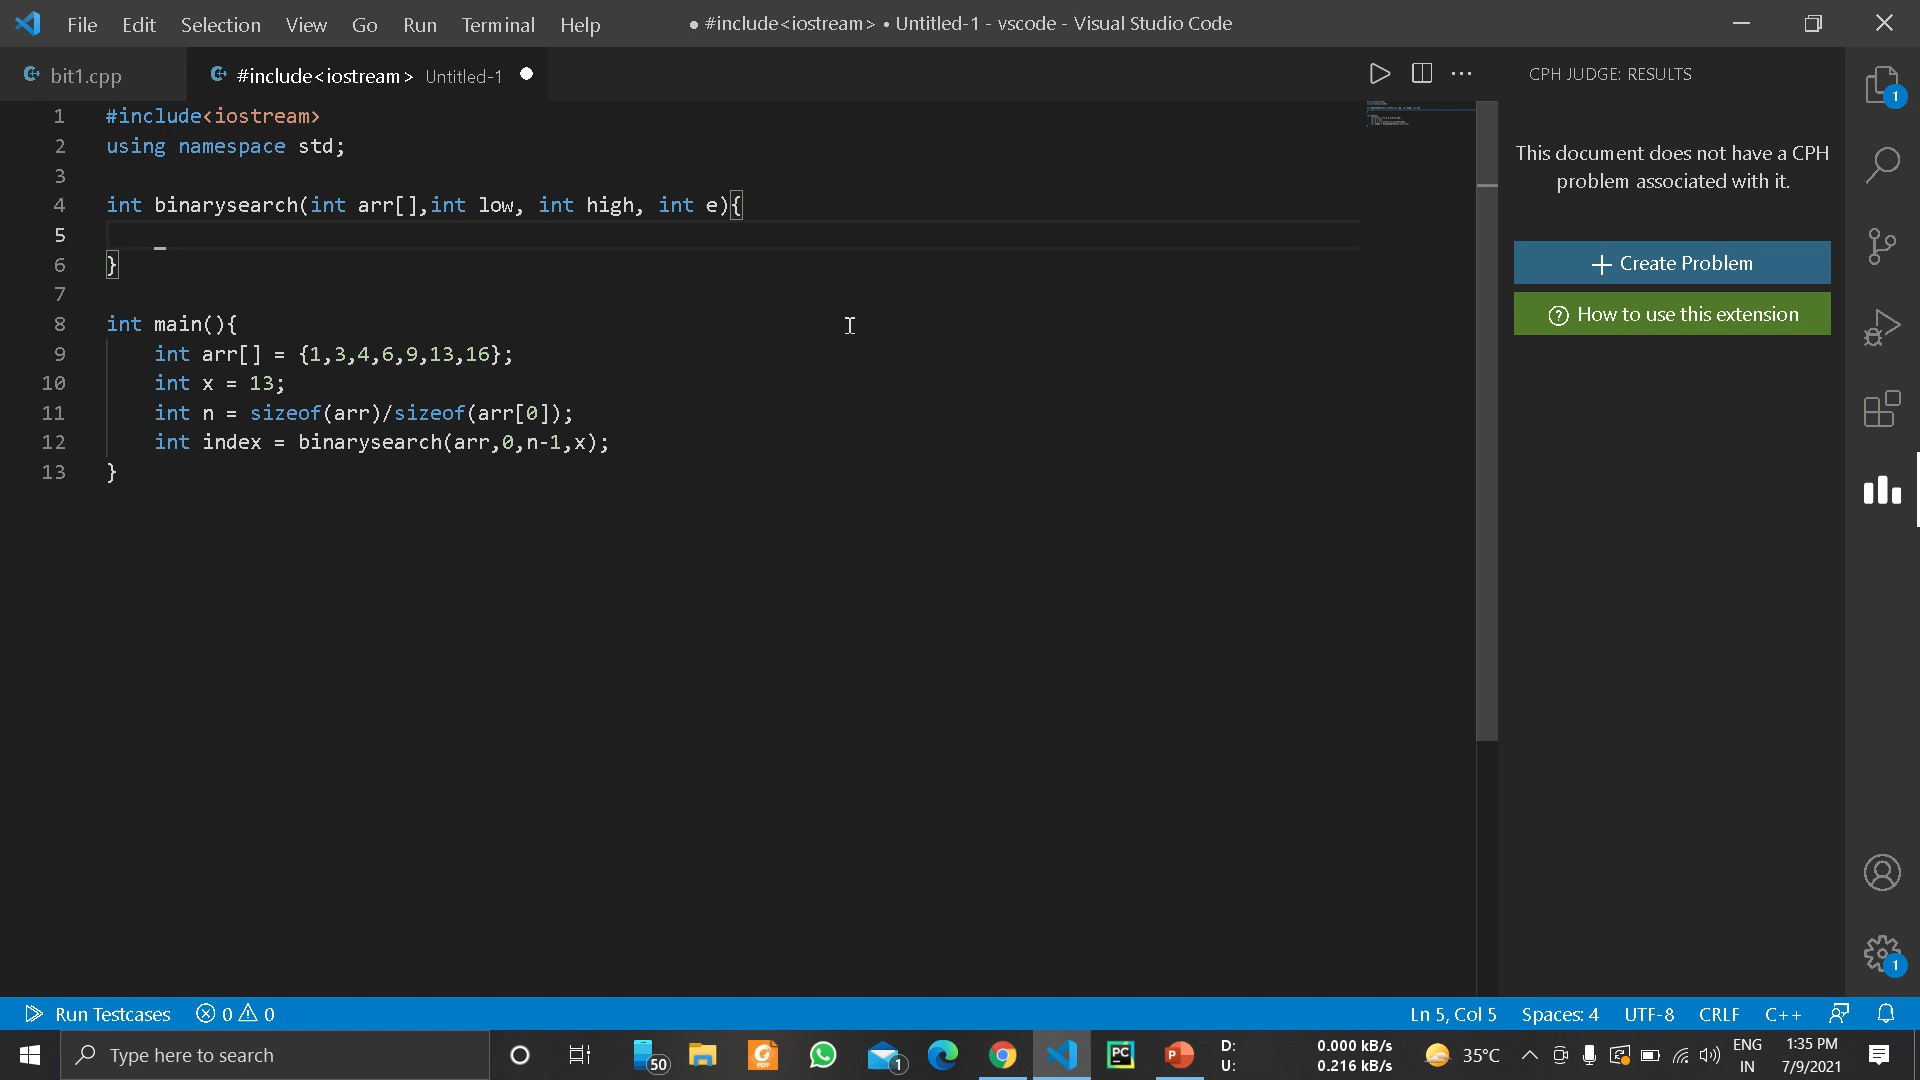 File Edit Selection View Go Run Terminal Help ● #include<iostream> • Untitled-1 - vscode - Visual Studio Code
bit1.cpp #include<iostream> Untitled-1 ●
CPH JUDGE: RESULTS
1 #include<iostream>
2 using namespace std;
3
4 int binarysearch(int arr[],int low, int high, int e){
5
6 }
7
8 int main(){
9 int arr[] = {1,3,4,6,9,13,16};
10 int x = 13;
11 int n = sizeof(arr)/sizeof(arr[0]);
12 int index = binarysearch(arr,0,n-1,x);
13 }
This document does not have a CPH
problem associated with it.
+ Create Problem
? How to use this extension
1
1
Run Testcases 0 0 Ln 5, Col 5 Spaces: 4 UTF-8 CRLF C++
Type here to search 50 PDF 1 PC P
D: 0.000 kB/s
U: 0.216 kB/s
35°C
ENG
IN
1:35 PM
7/9/2021